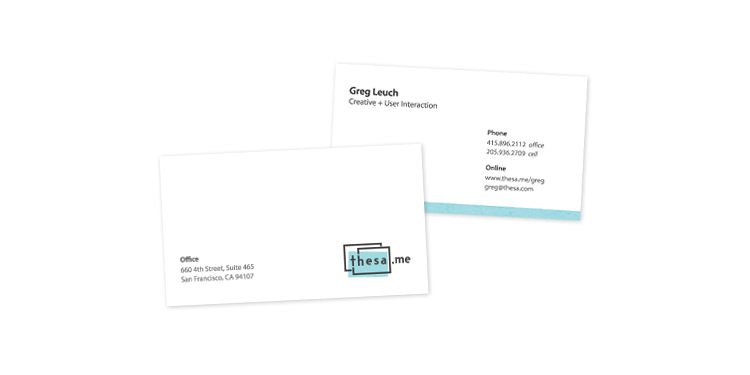 Greg Leuch
Creative + User Interaction
Phone
415.896.2112 office
205.936.2709 cell
Online
www.thesa.me/greg
greg@thesa.com
Office
660 4th Street, Suite 465
San Francisco, CA 94107
thesa.me